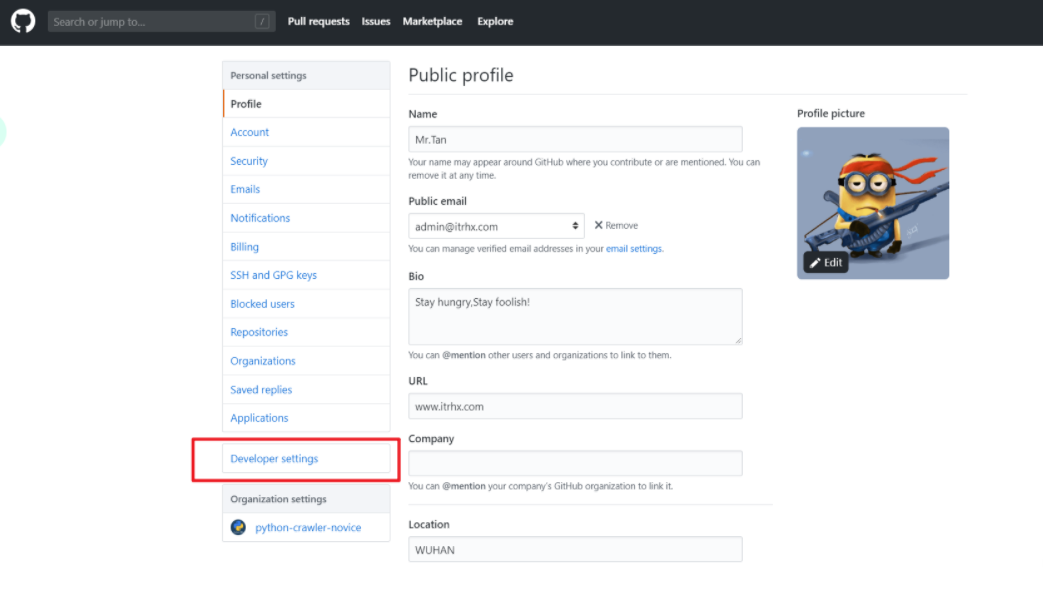 Search or jump to...
/
Pull requests
Issues
Marketplace
Explore
Personal settings
Profile
Account
Security
Emails
Notifications
Billing
SSH and GPG keys
Blocked users
Repositories
Organizations
Saved replies
Applications
Developer settings
Organization settings
python-crawler-novice
Public profile
Name
Mr.Tan
Your name may appear around GitHub where you contribute or are mentioned. You can
remove it at any time.
Public email
admin@itrhx.com
Remove
You can manage verified email addresses in your email settings.
Bio
Stay hungry,Stay foolish!
You can @mention other users and organizations to link to them.
URL
www.itrhx.com
Company
You can @mention your company's GitHub organization to link it.
Location
WUHAN
Profile picture
Edit